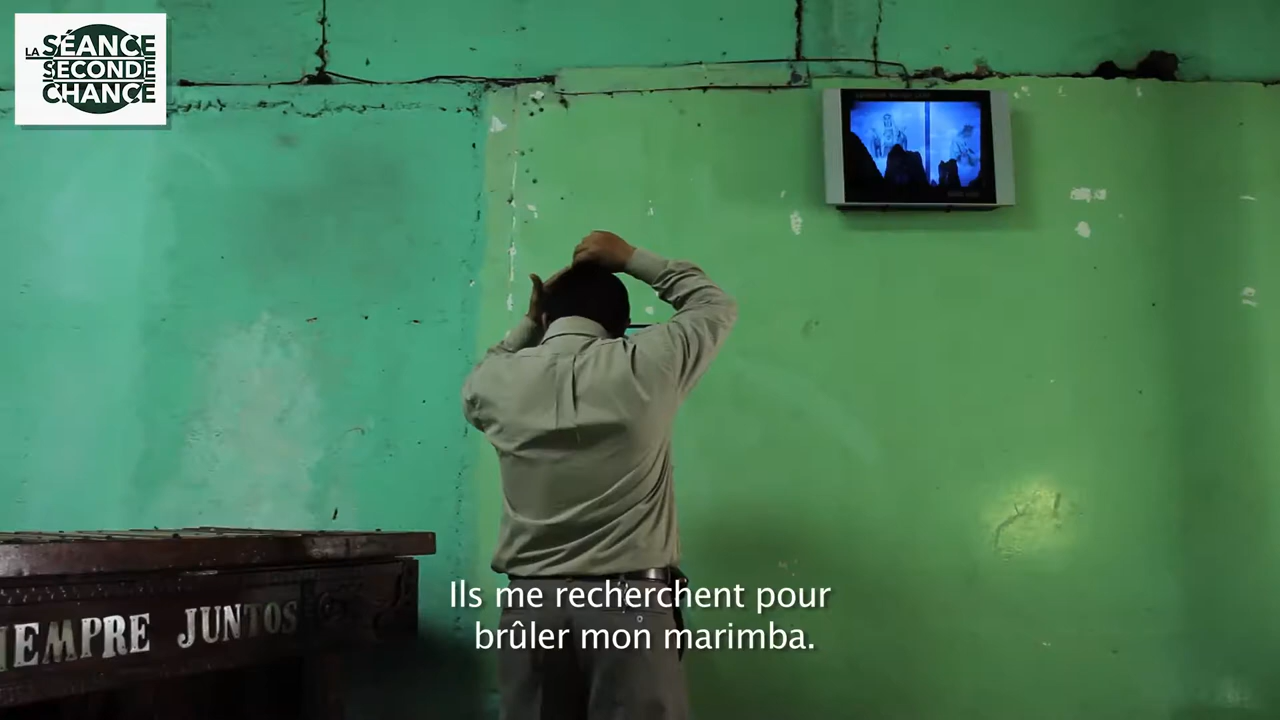 LA SÉANCE
SECONDE
CHANCE
IEMPRE JUNTOS
Ils me recherchent pour
brûler mon marimba.